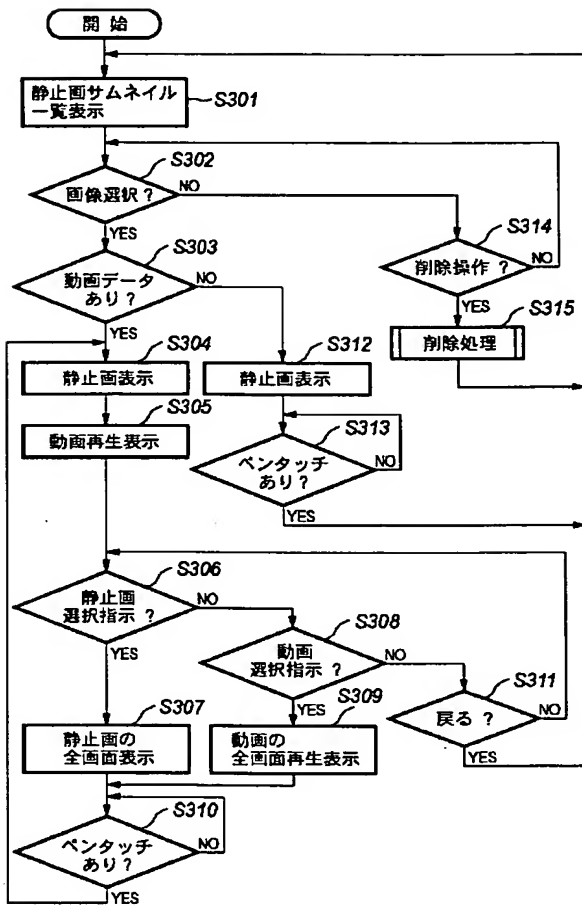 開始
静止画サムネイル
一覧表示
S301
S302
画像選択？
NO
YES
S303
動画データ
あり？
NO
YES
S314
削除操作？
NO
YES
S315
削除処理
S304
静止画表示
S312
静止画表示
S305
動画再生表示
S313
ペンタッチ
あり？
NO
YES
S306
静止画
選択指示？
NO
YES
S308
動画
選択指示？
NO
YES
S311
戻る？
NO
YES
S307
静止画の
全画面表示
S309
動画の
全画面再生表示
S310
ペンタッチ
あり？
NO
YES